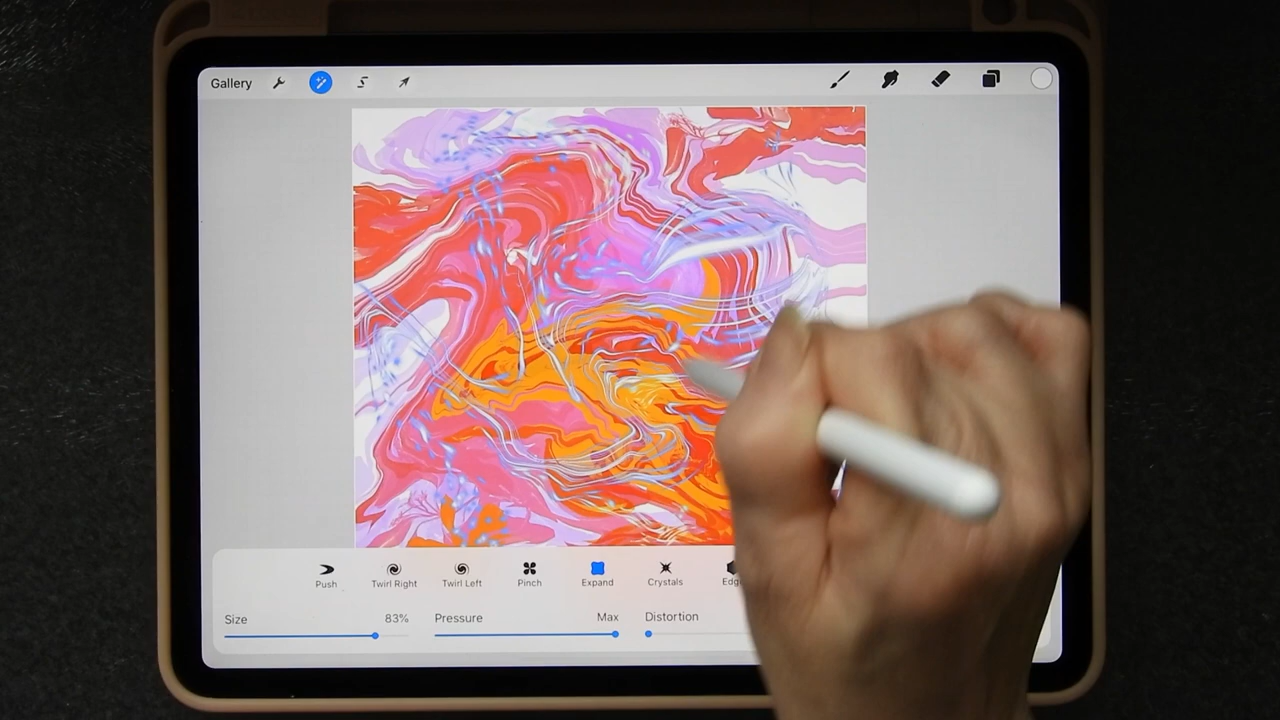 Gallery
Push Twirl Right Twirl Left Pinch Expand Crystals
Size 83% Pressure Max Distortion